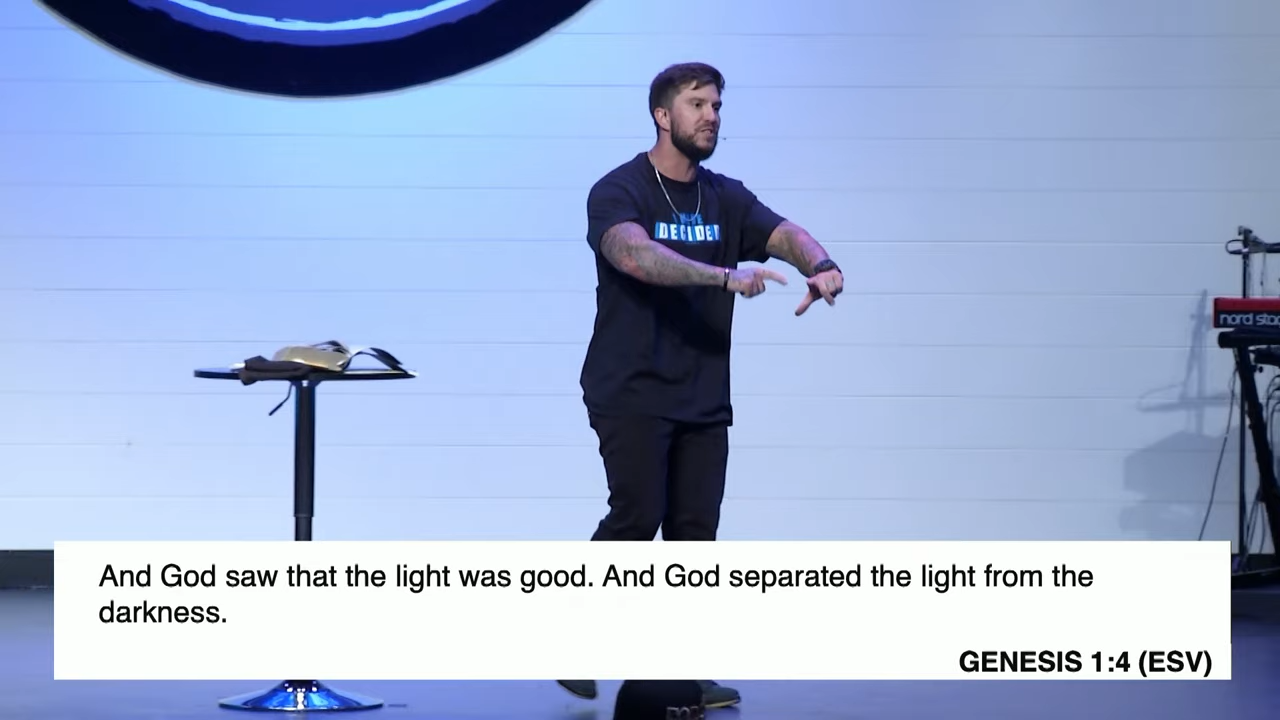 DECIDED
nord sta
And God saw that the light was good. And God separated the light from the
darkness.
GENESIS 1:4 (ESV)